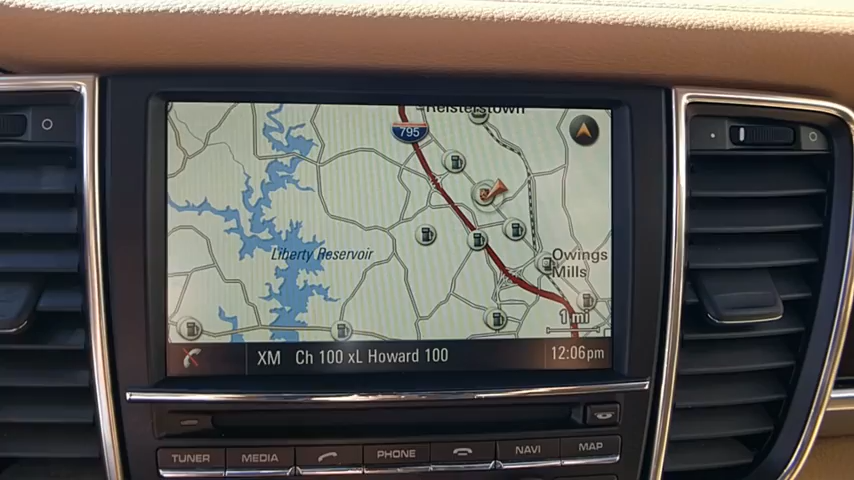 Reisterstown
795
Liberty Reservoir
Owings
Mills
1 mi
XM Ch 100 xL Howard 100
12:06pm
TUNER MEDIA PHONE NAVI MAP